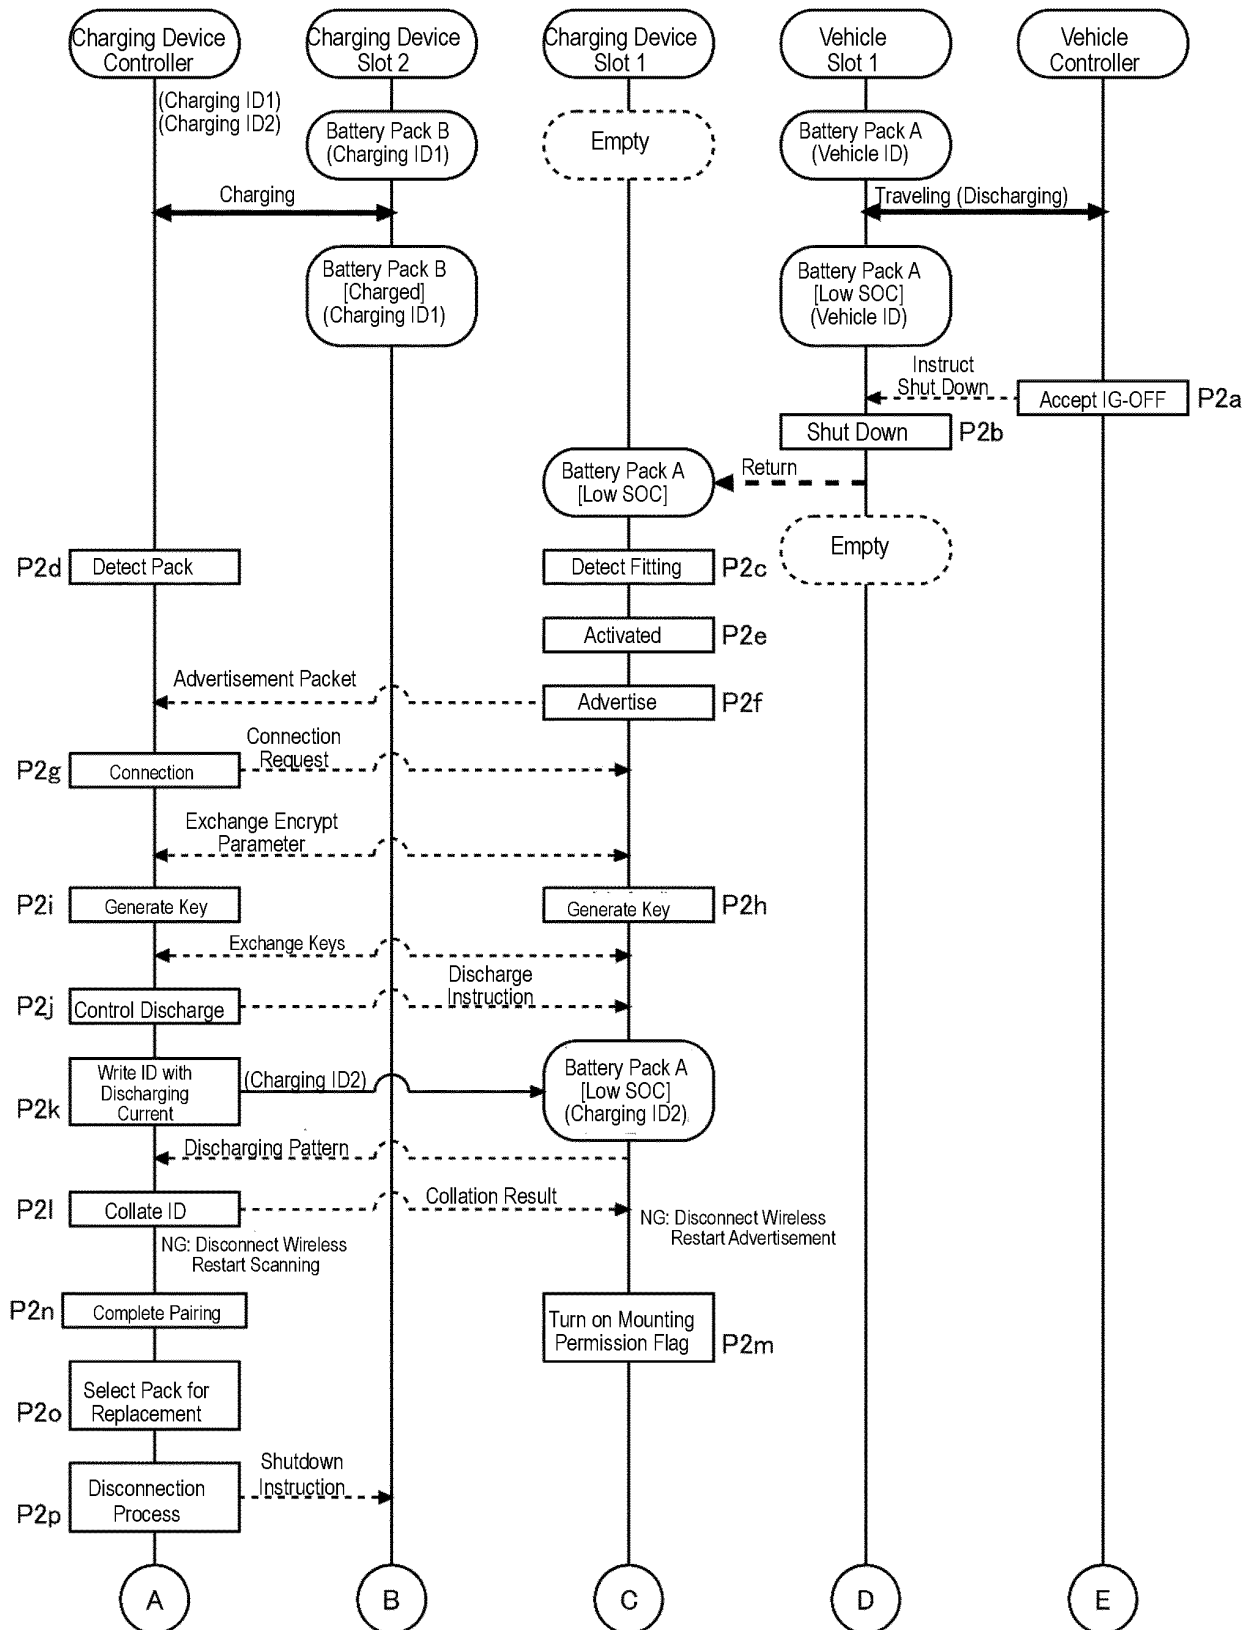 Charging Device
Controller
Charging Device
Slot 2
Charging Device
Slot 1
Vehicle
Slot 1
Vehicle
Controller
(Charging ID1)
(Charging ID2)
Battery Pack B
(Charging ID1)
Empty
Battery Pack A
(Vehicle ID)
Charging
Traveling (Discharging)
Battery Pack B
[Charged]
(Charging ID1)
Battery Pack A
[Low SOC]
(Vehicle ID)
Instruct
Shut Down
Accept IG-OFF
P2a
Shut Down
P2b
Battery Pack A
[Low SOC]
Return
Empty
P2d
Detect Pack
Detect Fitting
P2c
Activated
P2e
Advertisement Packet
Advertise
P2f
P2g
Connection
Connection
Request
Exchange Encrypt
Parameter
P2i
Generate Key
Generate Key
P2h
Exchange Keys
P2j
Control Discharge
Discharge
Instruction
P2k
Write ID with
Discharging
Current
(Charging ID2)
Battery Pack A
[Low SOC]
(Charging ID2)
Discharging Pattern
P2l
Collate ID
Collation Result
NG: Disconnect Wireless
Restart Scanning
NG: Disconnect Wireless
Restart Advertisement
P2n
Complete Pairing
Turn on Mounting
Permission Flag
P2m
P2o
Select Pack for
Replacement
P2p
Disconnection
Process
Shutdown
Instruction
A
B
C
D
E